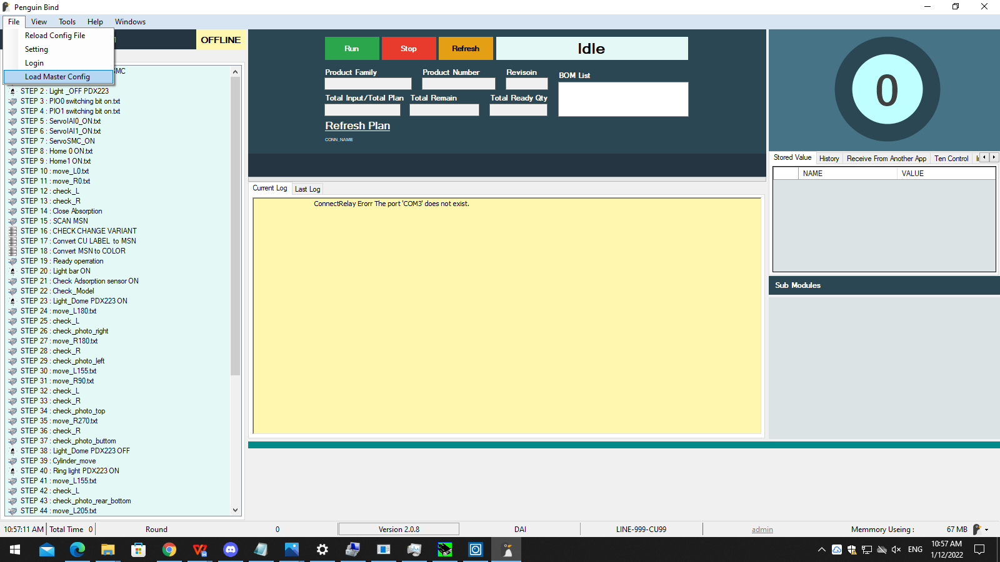 Penguin Bind
File View Tools Help Windows
Reload Config File
Setting
Login
Load Master Config
OFFLINE
SMC
STEP 2 : Light _OFF PDX223
STEP 3 : PIO0 switching bit on.txt
STEP 4 : PIO1 switching bit on.txt
STEP 5 : ServoIAI0_ON.txt
STEP 6 : ServoIAI1_ON.txt
STEP 7 : ServoSMC_ON
STEP 8 : Home 0 ON.txt
STEP 9 : Home1 ON.txt
STEP 10 : move_L0.txt
STEP 11 : move_R0.txt
STEP 12 : check_L
STEP 13 : check_R
STEP 14 : Close Absorption
STEP 15 : SCAN MSN
STEP 16 : CHECK CHANGE VARIANT
STEP 17 : Convert CU LABEL  to MSN
STEP 18 : Convert MSN to COLOR
STEP 19 : Ready operration
STEP 20 : Light bar ON
STEP 21 : Check Adsorption sensor ON
STEP 22 : Check_Model
STEP 23 : Light_Dome PDX223 ON
STEP 24 : move_L180.txt
STEP 25 : check_L
STEP 26 : check_photo_right
STEP 27 : move_R180.txt
STEP 28 : check_R
STEP 29 : check_photo_left
STEP 30 : move_L155.txt
STEP 31 : move_R90.txt
STEP 32 : check_L
STEP 33 : check_R
STEP 34 : check_photo_top
STEP 35 : move_R270.txt
STEP 36 : check_R
STEP 37 : check_photo_buttom
STEP 38 : Light_Dome PDX223 OFF
STEP 39 : Cylinder_move
STEP 40 : Ring light PDX223 ON
STEP 41 : move_L155.txt
STEP 42 : check_L
STEP 43 : check_photo_rear_bottom
STEP 44 : move_L205.txt
Run Stop Refresh Idle
Product Family Product Number Revisoin BOM List
Total Input/Total Plan Total Remain Total Ready Qty
Refresh Plan
CONN_NAME
Current Log Last Log
ConnectRelay Erorr The port 'COM3' does not exist.
0
Stored Value History Receive From Another App Ten Control
NAME VALUE
Sub Modules
10:57:11 AM Total Time 0 Round 0 Version 2.0.8 DAI LINE-999-CU99 admin Memmory Useing : 67 MB
ENG
10:57 AM
1/12/2022